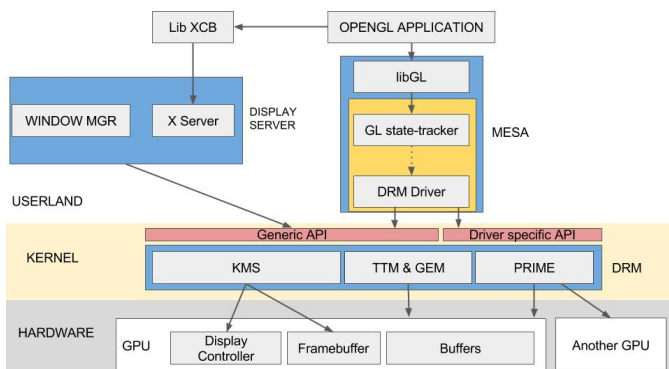 Lib XCB
OPENGL APPLICATION
libGL
WINDOW MGR
X Server
DISPLAY
SERVER
GL state-tracker
MESA
DRM Driver
USERLAND
Generic API
Driver specific API
KERNEL
KMS
TTM & GEM
PRIME
DRM
HARDWARE
GPU
Display
Controller
Framebuffer
Buffers
Another GPU